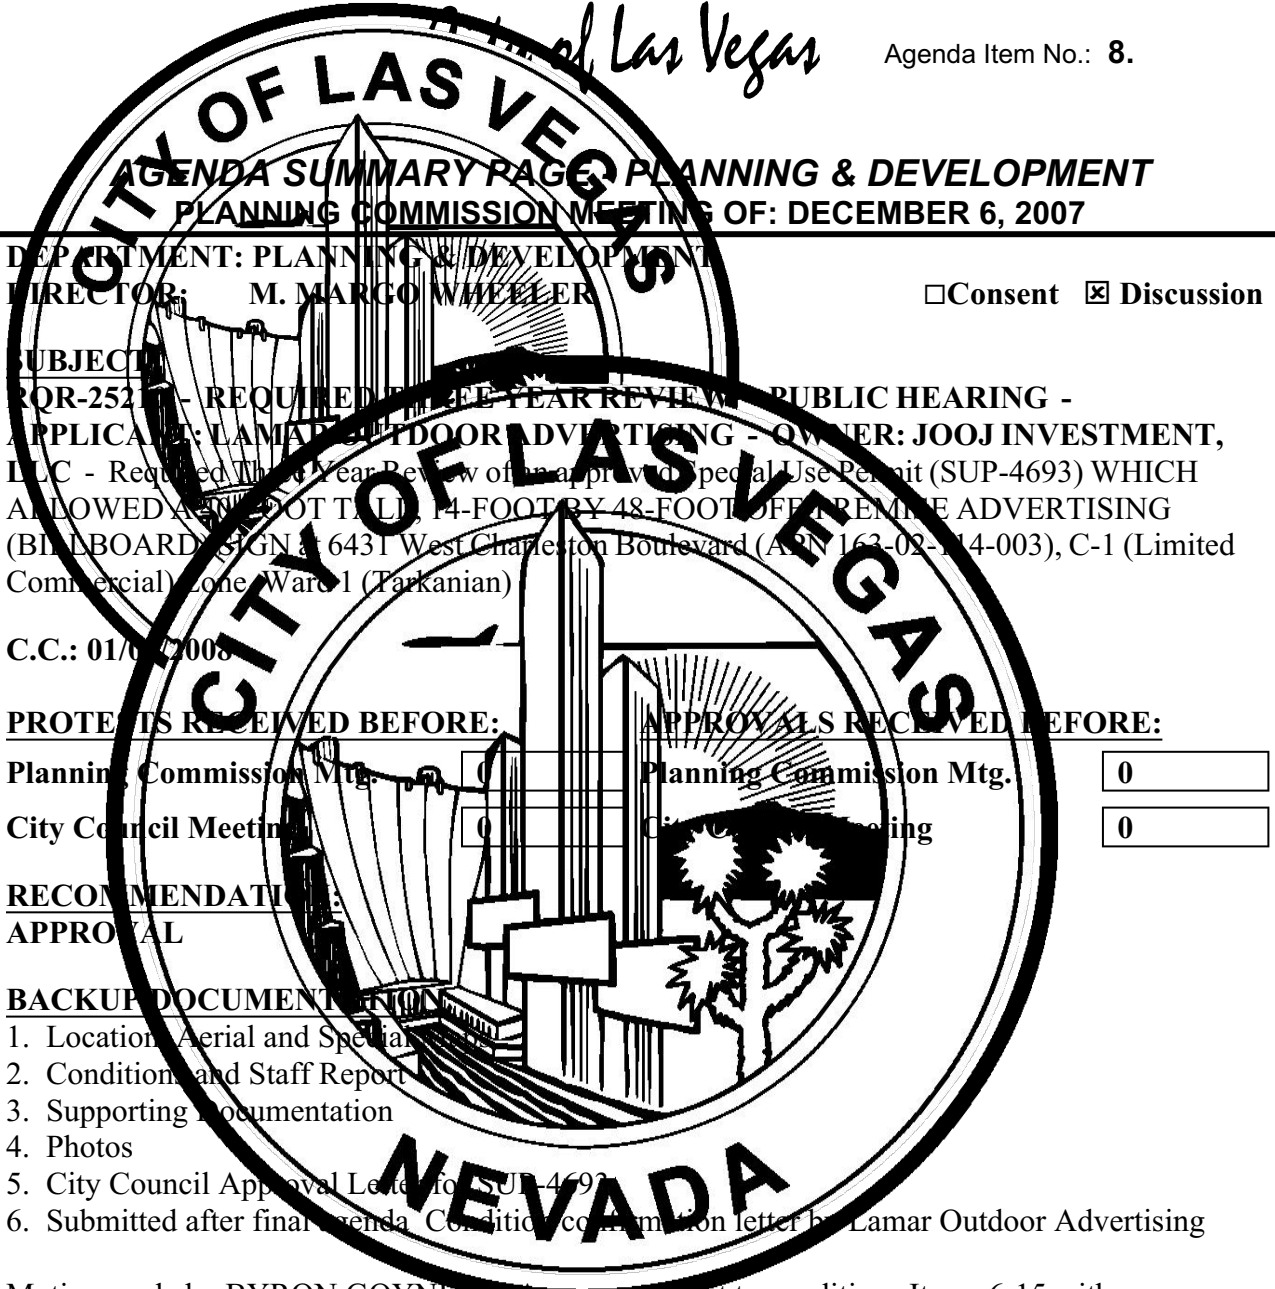 City of Las Vegas
Agenda Item No.: 8.
CITY OF LAS VEGAS
AGENDA SUMMARY PAGE - PLANNING & DEVELOPMENT
PLANNING COMMISSION MEETING OF: DECEMBER 6, 2007
DEPARTMENT: PLANNING & DEVELOPMENT
DIRECTOR: M. MARGO WHEELER
☐Consent ☒ Discussion
SUBJECT:
- REQUIRED THREE YEAR REVIEW - PUBLIC HEARING -
APPLICANT: LAMAR OUTDOOR ADVERTISING - OWNER: JOOJ INVESTMENT,
LLC - Required Three Year Review of an approved Special Use Permit (SUP-4693) WHICH
ALLOWED A TALL, 14-FOOT BY 48-FOOT OFF-PREMISE ADVERTISING
(BILLBOARD) SIGN at 6431 West Charleston Boulevard (APN 163-02-114-003), C-1 (Limited
Commercial) Zone, Ward 1 (Tarkanian)
C.C.:
PROTESTS RECEIVED BEFORE:
APPROVALS RECEIVED BEFORE:
Planning Commission Mtg. 0
Planning Commission Mtg. 0
City Council Meeting 0
City Council Meeting 0
RECOMMENDATION:
APPROVAL
BACKUP DOCUMENTATION:
1. Location, Aerial and Special Maps
2. Conditions and Staff Report
3. Supporting Documentation
4. Photos
5. City Council Approval Letter for SUP-4693
6. Submitted after final agenda Condition confirmation letter by Lamar Outdoor Advertising
CITY OF LAS VEGAS
NEVADA